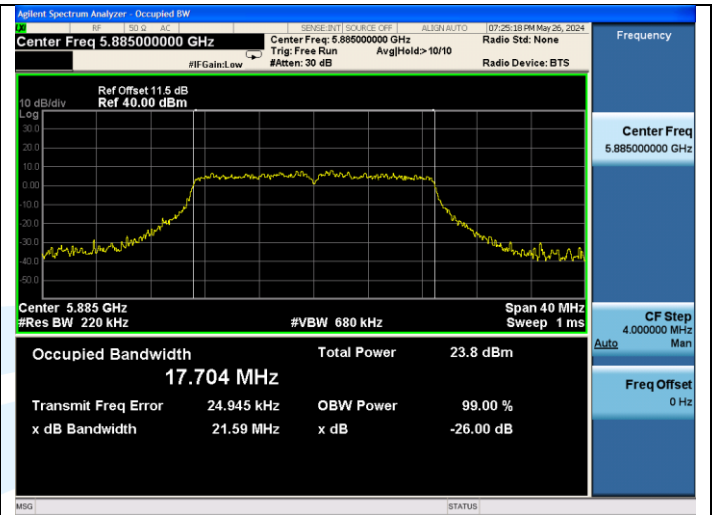 Agilent Spectrum Analyzer - Occupied BW
RF 50 Ω AC SENSE:INT SOURCE OFF ALIGN AUTO 07:25:18 PM May 26, 2024
Center Freq 5.885000000 GHz
Center Freq: 5.885000000 GHz
Radio Std: None
Trig: Free Run Avg|Hold:> 10/10
#IFGain:Low #Atten: 30 dB
Radio Device: BTS
Frequency
Ref Offset 11.5 dB
10 dB/div Ref 40.00 dBm
Log
30.0
20.0
10.0
0.00
-10.0
-20.0
-30.0
-40.0
-50.0
Center 5.885 GHz Span 40 MHz
#Res BW 220 kHz #VBW 680 kHz Sweep 1 ms
Occupied Bandwidth Total Power 23.8 dBm
17.704 MHz
Transmit Freq Error 24.945 kHz OBW Power 99.00 %
x dB Bandwidth 21.59 MHz x dB -26.00 dB
Center Freq
5.885000000 GHz
CF Step
4.000000 MHz
Auto Man
Freq Offset
0 Hz
MSG STATUS